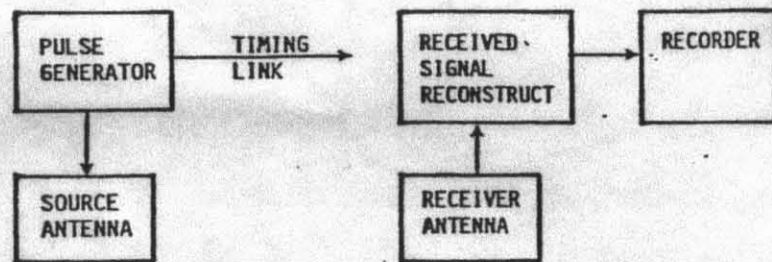 PULSE
GENERATOR
TIMING
LINK
RECEIVED
SIGNAL
RECONSTRUCT
RECORDER
SOURCE
ANTENNA
RECEIVER
ANTENNA